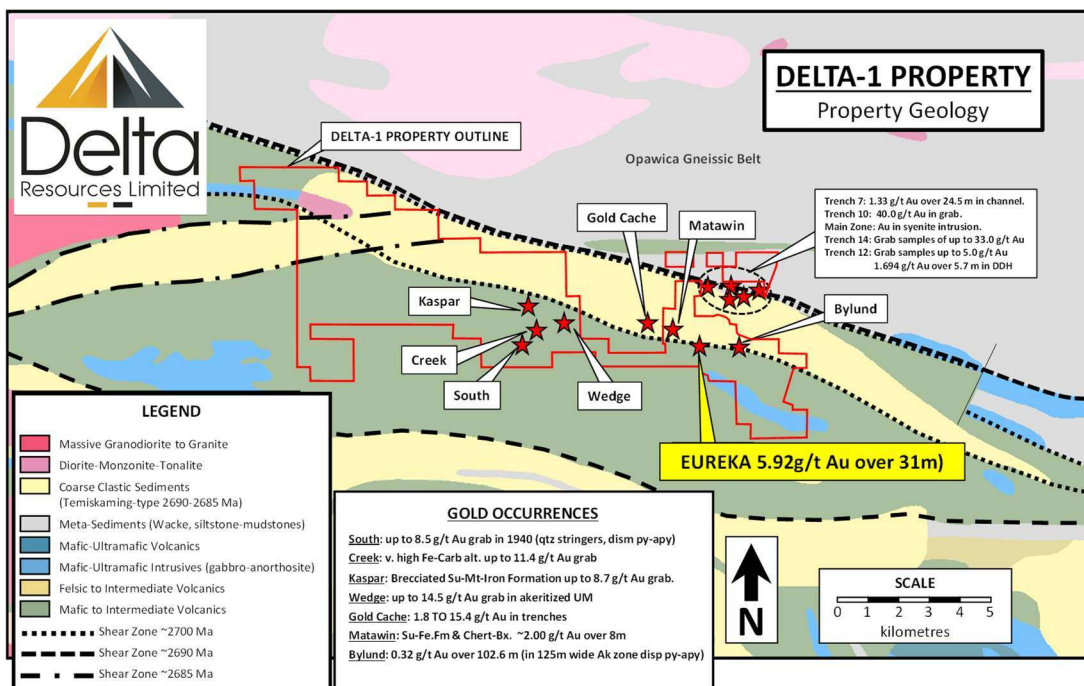 Delta
Resources Limited
DELTA-1 PROPERTY
Property Geology
DELTA-1 PROPERTY OUTLINE
Opawica Gneissic Belt
Trench 7: 1.33 g/t Au over 24.5 m in channel.
Trench 10:  40.0 g/t Au in grab.
Main Zone: Au in syenite intrusion.
Trench 14: Grab samples of up to 33.0 g/t Au
Trench 12: Grab samples up to 5.0 g/t Au
1.694 g/t Au over 5.7 m in DDH
Gold Cache
Matawin
Kaspar
Bylund
Creek
South
Wedge
EUREKA 5.92g/t Au over 31m)
LEGEND
Massive Granodiorite to Granite
Diorite-Monzonite-Tonalite
Coarse Clastic Sediments
(Temiskaming-type 2690-2685 Ma)
Meta-Sediments (Wacke, siltstone-mudstones)
Mafic-Ultramafic Volcanics
Mafic-Ultramafic Intrusives (gabbro-anorthosite)
Felsic to Intermediate Volcanics
Mafic to Intermediate Volcanics
Shear Zone ~2700 Ma
Shear Zone ~2690 Ma
Shear Zone ~2685 Ma
GOLD OCCURRENCES
South: up to 8.5 g/t Au grab in 1940 (qtz stringers, dism py-apy)
Creek: v. high Fe-Carb alt. up to 11.4 g/t Au grab
Kaspar: Brecciated Su-Mt-Iron Formation up to 8.7 g/t Au grab.
Wedge: up to 14.5 g/t Au grab in akeritized UM
Gold Cache: 1.8 TO 15.4 g/t Au in trenches
Matawin: Su-Fe.Fm & Chert-Bx.  ~2.00 g/t Au over 8m
Bylund: 0.32 g/t Au over 102.6 m (in 125m wide Ak zone disp py-apy)
N
SCALE
0 1 2 3 4 5
kilometres